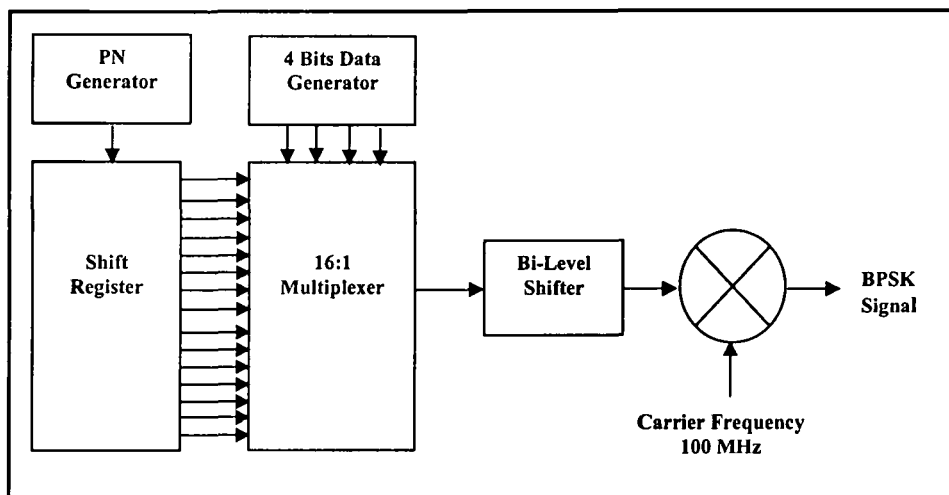 PN
Generator
4 Bits Data
Generator
Shift
Register
16:1
Multiplexer
Bi-Level
Shifter
BPSK
Signal
Carrier Frequency
100 MHz